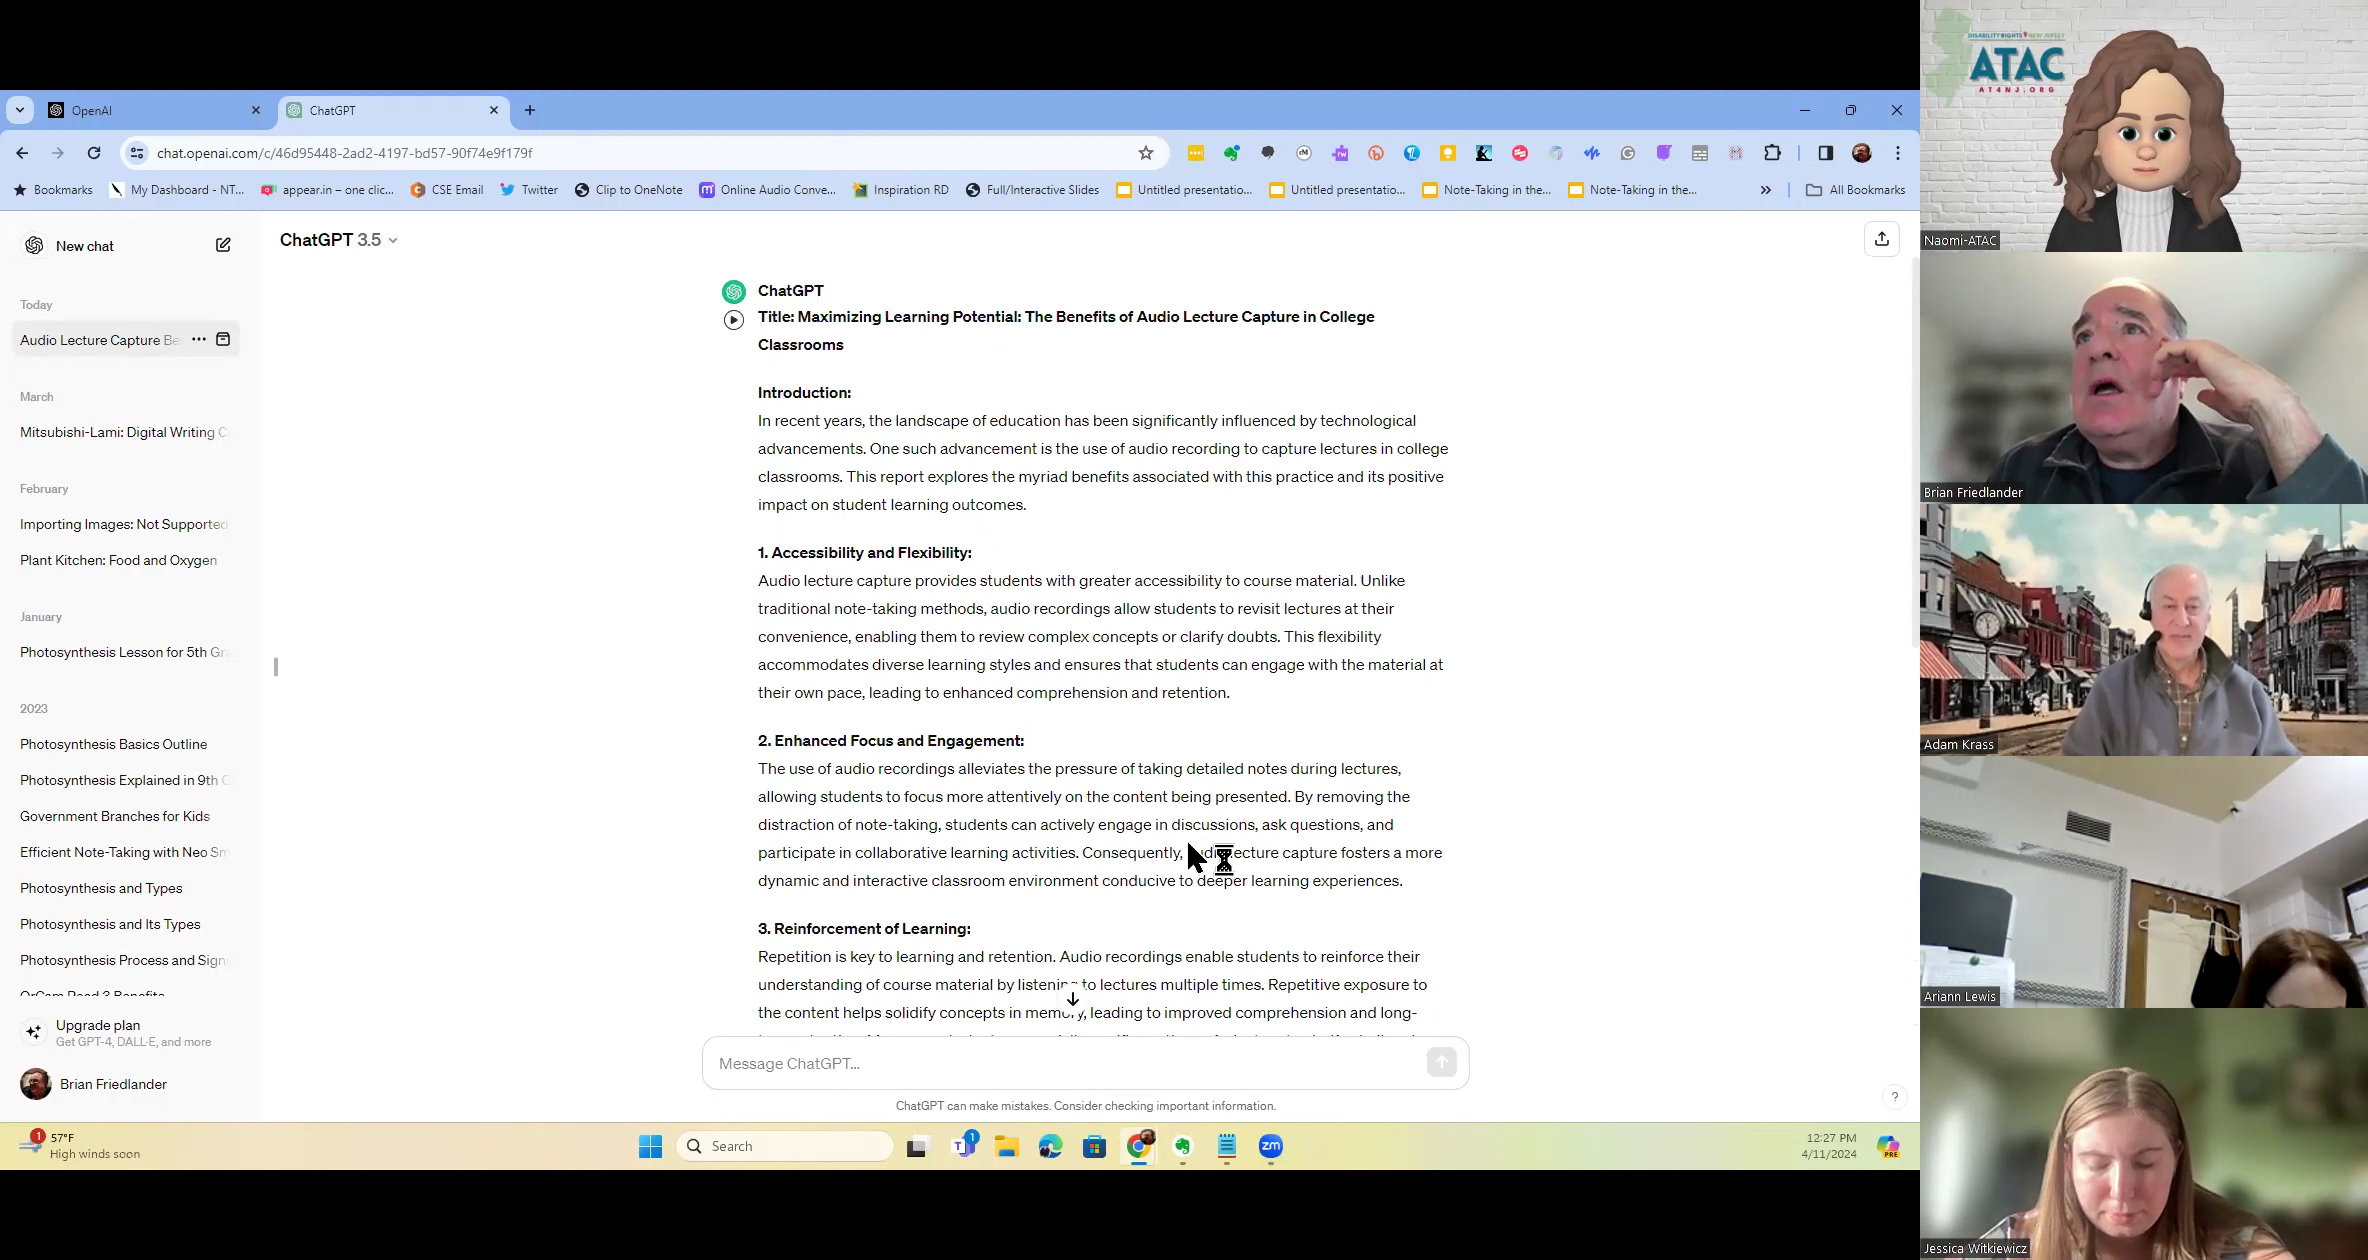 OpenAI
ChatGPT
chat.openai.com/c/46d95448-2ad2-4197-bd57-90f74e9f179f
Bookmarks
My Dashboard - NT...
appear.in – one clic...
CSE Email
Twitter
Clip to OneNote
Online Audio Conve...
Inspiration RD
Full/Interactive Slides
Untitled presentatio...
Untitled presentatio...
Note-Taking in the...
Note-Taking in the...
All Bookmarks
New chat
Today
Audio Lecture Capture Be
March
Mitsubishi-Lami: Digital Writing C
February
Importing Images: Not Supported
Plant Kitchen: Food and Oxygen
January
Photosynthesis Lesson for 5th Gra
2023
Photosynthesis Basics Outline
Photosynthesis Explained in 9th G
Government Branches for Kids
Efficient Note-Taking with Neo Sm
Photosynthesis and Types
Photosynthesis and Its Types
Photosynthesis Process and Sign
OrCam Read 3 Benefits
Upgrade plan
Get GPT-4, DALL·E, and more
Brian Friedlander
ChatGPT 3.5
ChatGPT
Title: Maximizing Learning Potential: The Benefits of Audio Lecture Capture in College
Classrooms
Introduction:
In recent years, the landscape of education has been significantly influenced by technological
advancements. One such advancement is the use of audio recording to capture lectures in college
classrooms. This report explores the myriad benefits associated with this practice and its positive
impact on student learning outcomes.
1. Accessibility and Flexibility:
Audio lecture capture provides students with greater accessibility to course material. Unlike
traditional note-taking methods, audio recordings allow students to revisit lectures at their
convenience, enabling them to review complex concepts or clarify doubts. This flexibility
accommodates diverse learning styles and ensures that students can engage with the material at
their own pace, leading to enhanced comprehension and retention.
2. Enhanced Focus and Engagement:
The use of audio recordings alleviates the pressure of taking detailed notes during lectures,
allowing students to focus more attentively on the content being presented. By removing the
distraction of note-taking, students can actively engage in discussions, ask questions, and
participate in collaborative learning activities. Consequently, audio lecture capture fosters a more
dynamic and interactive classroom environment conducive to deeper learning experiences.
3. Reinforcement of Learning:
Repetition is key to learning and retention. Audio recordings enable students to reinforce their
understanding of course material by listening to lectures multiple times. Repetitive exposure to
the content helps solidify concepts in memory, leading to improved comprehension and long-
Message ChatGPT...
ChatGPT can make mistakes. Consider checking important information.
?
1
57°F
High winds soon
Search
1
zm
12:27 PM
4/11/2024
PRE
DISABILITY RIGHTS NEW JERSEY
ATAC
AT4NJ.ORG
Naomi-ATAC
Brian Friedlander
Adam Krass
Ariann Lewis
Jessica Witkiewicz